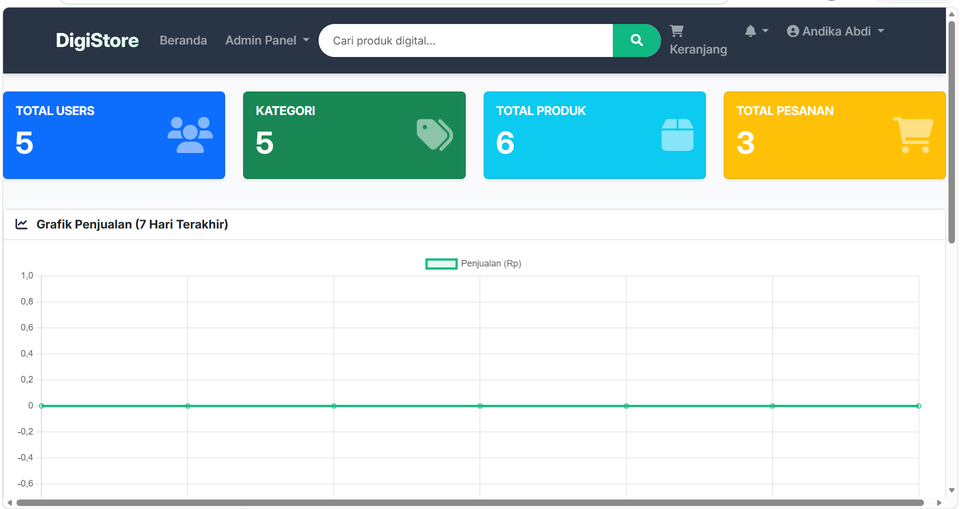 DigiStore
Beranda
Admin Panel
Cari produk digital...
Keranjang
Andika Abdi
TOTAL USERS
5
KATEGORI
5
TOTAL PRODUK
6
TOTAL PESANAN
3
Grafik Penjualan (7 Hari Terakhir)
Penjualan (Rp)
1,0
0,8
0,6
0,4
0,2
0
-0,2
-0,4
-0,6